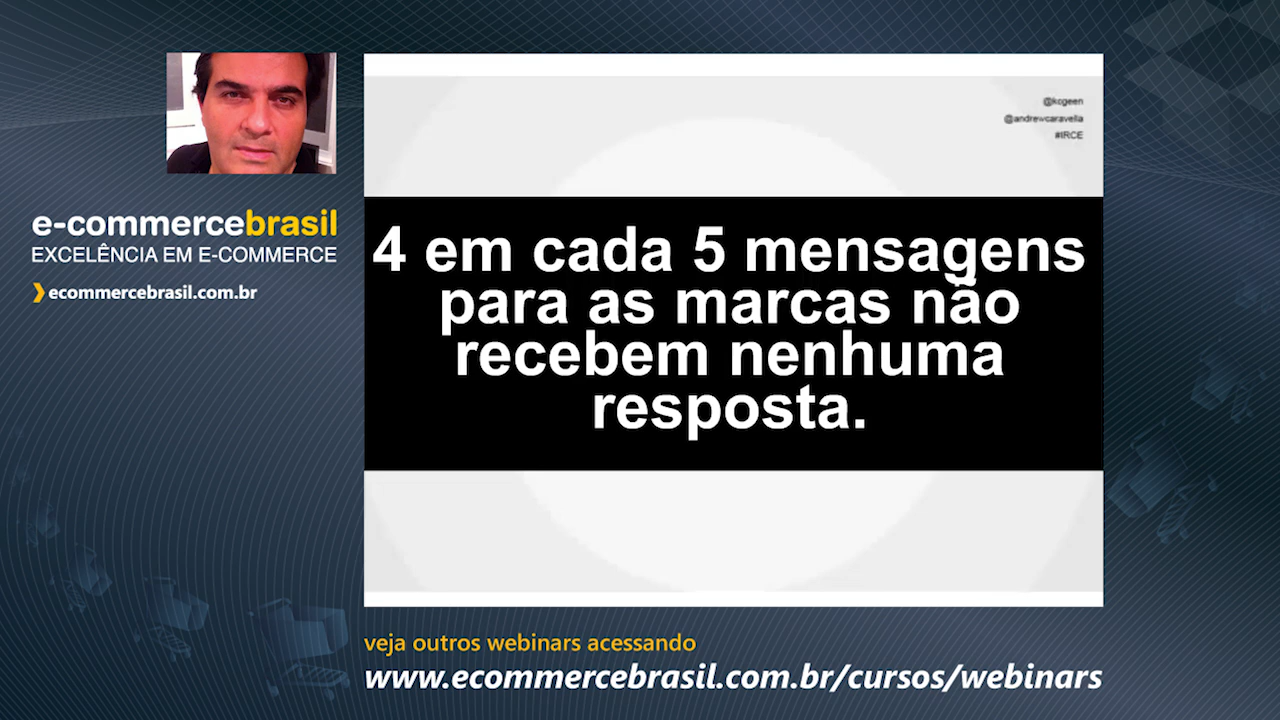 e-commercebrasil
EXCELÊNCIA EM E-COMMERCE
ecommercebrasil.com.br
@kcgeen
@andrewcaravella
#IRCE
4 em cada 5 mensagens
para as marcas não
recebem nenhuma
resposta.
veja outros webinars acessando
www.ecommercebrasil.com.br/cursos/webinars